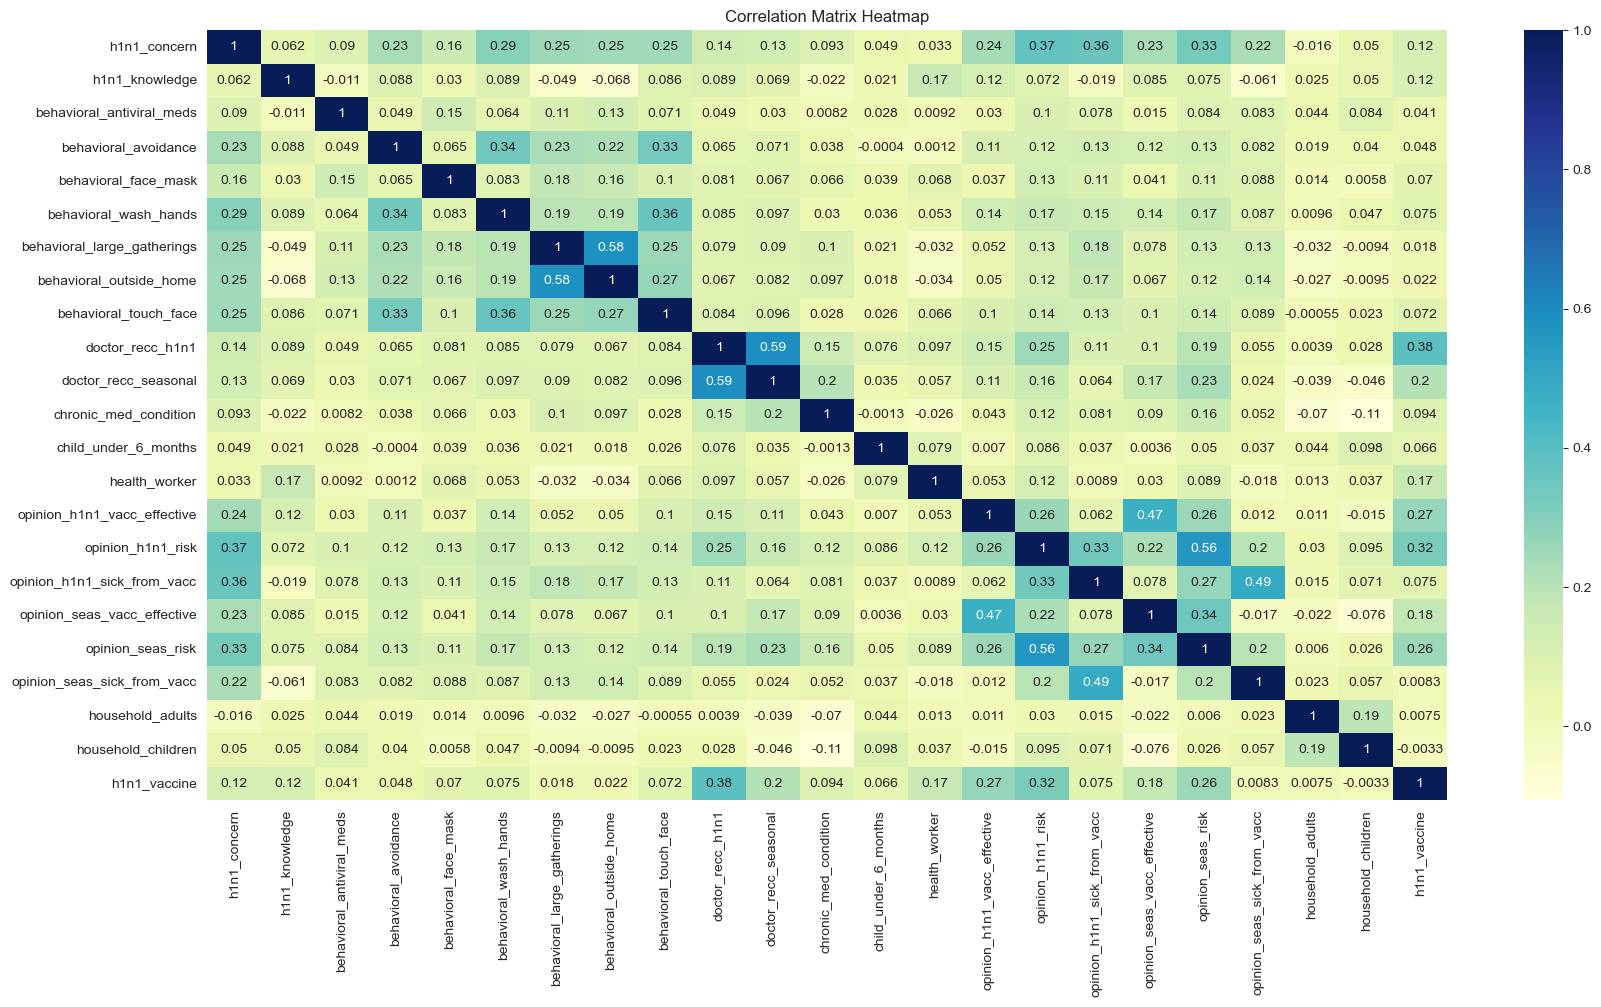 Correlation Matrix Heatmap
h1n1_concern 1 0.062 0.09 0.23 0.16 0.29 0.25 0.25 0.25 0.14 0.13 0.093 0.049 0.033 0.24 0.37 0.36 0.23 0.33 0.22 -0.016 0.05 0.12
h1n1_knowledge 0.062 1 -0.011 0.088 0.03 0.089 -0.049 -0.068 0.086 0.089 0.069 -0.022 0.021 0.17 0.12 0.072 -0.019 0.085 0.075 -0.061 0.025 0.05 0.12
behavioral_antiviral_meds 0.09 -0.011 1 0.049 0.15 0.064 0.11 0.13 0.071 0.049 0.03 0.0082 0.028 0.0092 0.03 0.1 0.078 0.015 0.084 0.083 0.044 0.084 0.041
behavioral_avoidance 0.23 0.088 0.049 1 0.065 0.34 0.23 0.22 0.33 0.065 0.071 0.038 -0.0004 0.0012 0.11 0.12 0.13 0.12 0.13 0.082 0.019 0.04 0.048
behavioral_face_mask 0.16 0.03 0.15 0.065 1 0.083 0.18 0.16 0.1 0.081 0.067 0.066 0.039 0.068 0.037 0.13 0.11 0.041 0.11 0.088 0.014 0.0058 0.07
behavioral_wash_hands 0.29 0.089 0.064 0.34 0.083 1 0.19 0.19 0.36 0.085 0.097 0.03 0.036 0.053 0.14 0.17 0.15 0.14 0.17 0.087 0.0096 0.047 0.075
behavioral_large_gatherings 0.25 -0.049 0.11 0.23 0.18 0.19 1 0.58 0.25 0.079 0.09 0.1 0.021 -0.032 0.052 0.13 0.18 0.078 0.13 0.13 -0.032 -0.0094 0.018
behavioral_outside_home 0.25 -0.068 0.13 0.22 0.16 0.19 0.58 1 0.27 0.067 0.082 0.097 0.018 -0.034 0.05 0.12 0.17 0.067 0.12 0.14 -0.027 -0.0095 0.022
behavioral_touch_face 0.25 0.086 0.071 0.33 0.1 0.36 0.25 0.27 1 0.084 0.096 0.028 0.026 0.066 0.1 0.14 0.13 0.1 0.14 0.089 -0.00055 0.023 0.072
doctor_recc_h1n1 0.14 0.089 0.049 0.065 0.081 0.085 0.079 0.067 0.084 1 0.59 0.15 0.076 0.097 0.15 0.25 0.11 0.1 0.19 0.055 0.0039 0.028 0.38
doctor_recc_seasonal 0.13 0.069 0.03 0.071 0.067 0.097 0.09 0.082 0.096 0.59 1 0.2 0.035 0.057 0.11 0.16 0.064 0.17 0.23 0.024 -0.039 -0.046 0.2
chronic_med_condition 0.093 -0.022 0.0082 0.038 0.066 0.03 0.1 0.097 0.028 0.15 0.2 1 -0.0013 -0.026 0.043 0.12 0.081 0.09 0.16 0.052 -0.07 -0.11 0.094
child_under_6_months 0.049 0.021 0.028 -0.0004 0.039 0.036 0.021 0.018 0.026 0.076 0.035 -0.0013 1 0.079 0.007 0.086 0.037 0.0036 0.05 0.037 0.044 0.098 0.066
health_worker 0.033 0.17 0.0092 0.0012 0.068 0.053 -0.032 -0.034 0.066 0.097 0.057 -0.026 0.079 1 0.053 0.12 0.0089 0.03 0.089 -0.018 0.013 0.037 0.17
opinion_h1n1_vacc_effective 0.24 0.12 0.03 0.11 0.037 0.14 0.052 0.05 0.1 0.15 0.11 0.043 0.007 0.053 1 0.26 0.062 0.47 0.26 0.012 0.011 -0.015 0.27
opinion_h1n1_risk 0.37 0.072 0.1 0.12 0.13 0.17 0.13 0.12 0.14 0.25 0.16 0.12 0.086 0.12 0.26 1 0.33 0.22 0.56 0.2 0.03 0.095 0.32
opinion_h1n1_sick_from_vacc 0.36 -0.019 0.078 0.13 0.11 0.15 0.18 0.17 0.13 0.11 0.064 0.081 0.037 0.0089 0.062 0.33 1 0.078 0.27 0.49 0.015 0.071 0.075
opinion_seas_vacc_effective 0.23 0.085 0.015 0.12 0.041 0.14 0.078 0.067 0.1 0.1 0.17 0.09 0.0036 0.03 0.47 0.22 0.078 1 0.34 -0.017 -0.022 -0.076 0.18
opinion_seas_risk 0.33 0.075 0.084 0.13 0.11 0.17 0.13 0.12 0.14 0.19 0.23 0.16 0.05 0.089 0.26 0.56 0.27 0.34 1 0.2 0.006 0.026 0.26
opinion_seas_sick_from_vacc 0.22 -0.061 0.083 0.082 0.088 0.087 0.13 0.14 0.089 0.055 0.024 0.052 0.037 -0.018 0.012 0.2 0.49 -0.017 0.2 1 0.023 0.057 0.0083
household_adults -0.016 0.025 0.044 0.019 0.014 0.0096 -0.032 -0.027 -0.00055 0.0039 -0.039 -0.07 0.044 0.013 0.011 0.03 0.015 -0.022 0.006 0.023 1 0.19 0.0075
household_children 0.05 0.05 0.084 0.04 0.0058 0.047 -0.0094 -0.0095 0.023 0.028 -0.046 -0.11 0.098 0.037 -0.015 0.095 0.071 -0.076 0.026 0.057 0.19 1 -0.0033
h1n1_vaccine 0.12 0.12 0.041 0.048 0.07 0.075 0.018 0.022 0.072 0.38 0.2 0.094 0.066 0.17 0.27 0.32 0.075 0.18 0.26 0.0083 0.0075 -0.0033 1
h1n1_concern
h1n1_knowledge
behavioral_antiviral_meds
behavioral_avoidance
behavioral_face_mask
behavioral_wash_hands
behavioral_large_gatherings
behavioral_outside_home
behavioral_touch_face
doctor_recc_h1n1
doctor_recc_seasonal
chronic_med_condition
child_under_6_months
health_worker
opinion_h1n1_vacc_effective
opinion_h1n1_risk
opinion_h1n1_sick_from_vacc
opinion_seas_vacc_effective
opinion_seas_risk
opinion_seas_sick_from_vacc
household_adults
household_children
h1n1_vaccine
1.0
0.8
0.6
0.4
0.2
0.0